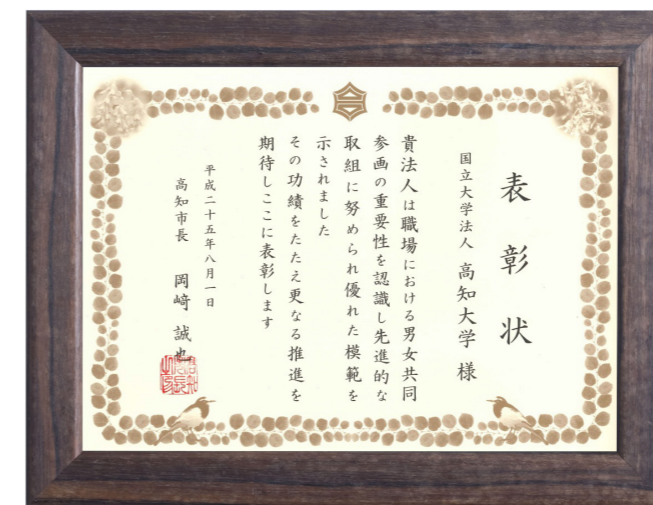 表彰状
国立大学法人 高知大学 様
貴法人は職場における男女共同
参画の重要性を認識し先進的な
取組に努められ優れた模範を
示されました
その功績をたたえ更なる推進を
期待しここに表彰します
平成二十五年八月一日
高知市長 岡﨑 誠也